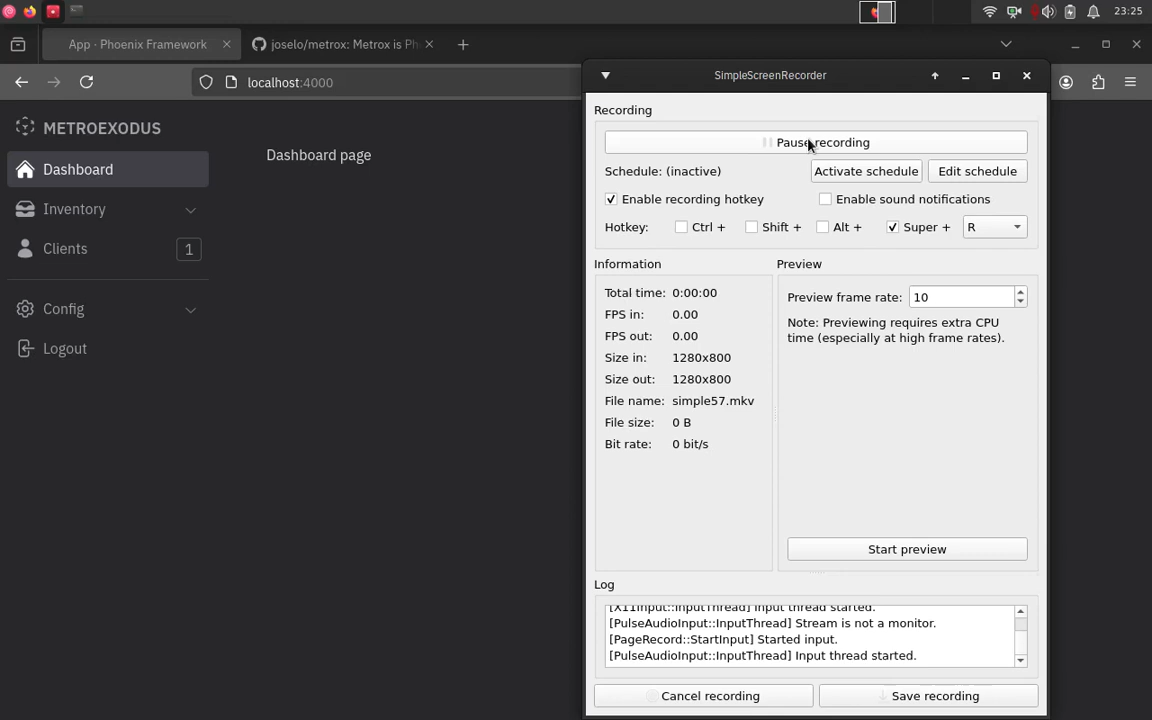 23:25
App · Phoenix Framework
joselo/metrox: Metrox is Ph
localhost:4000
METROEXODUS
Dashboard
Inventory
Clients
1
Config
Logout
Dashboard page
SimpleScreenRecorder
Recording
Pause recording
Schedule: (inactive)
Activate schedule
Edit schedule
Enable recording hotkey
Enable sound notifications
Hotkey:
Ctrl +
Shift +
Alt +
Super +
R
Information
Total time: 0:00:00
FPS in: 0.00
FPS out: 0.00
Size in: 1280x800
Size out: 1280x800
File name: simple57.mkv
File size: 0 B
Bit rate: 0 bit/s
Preview
Preview frame rate: 10
Note: Previewing requires extra CPU
time (especially at high frame rates).
Start preview
Log
[X11Input::InputThread] Input thread started.
[PulseAudioInput::InputThread] Stream is not a monitor.
[PageRecord::StartInput] Started input.
[PulseAudioInput::InputThread] Input thread started.
Cancel recording
Save recording